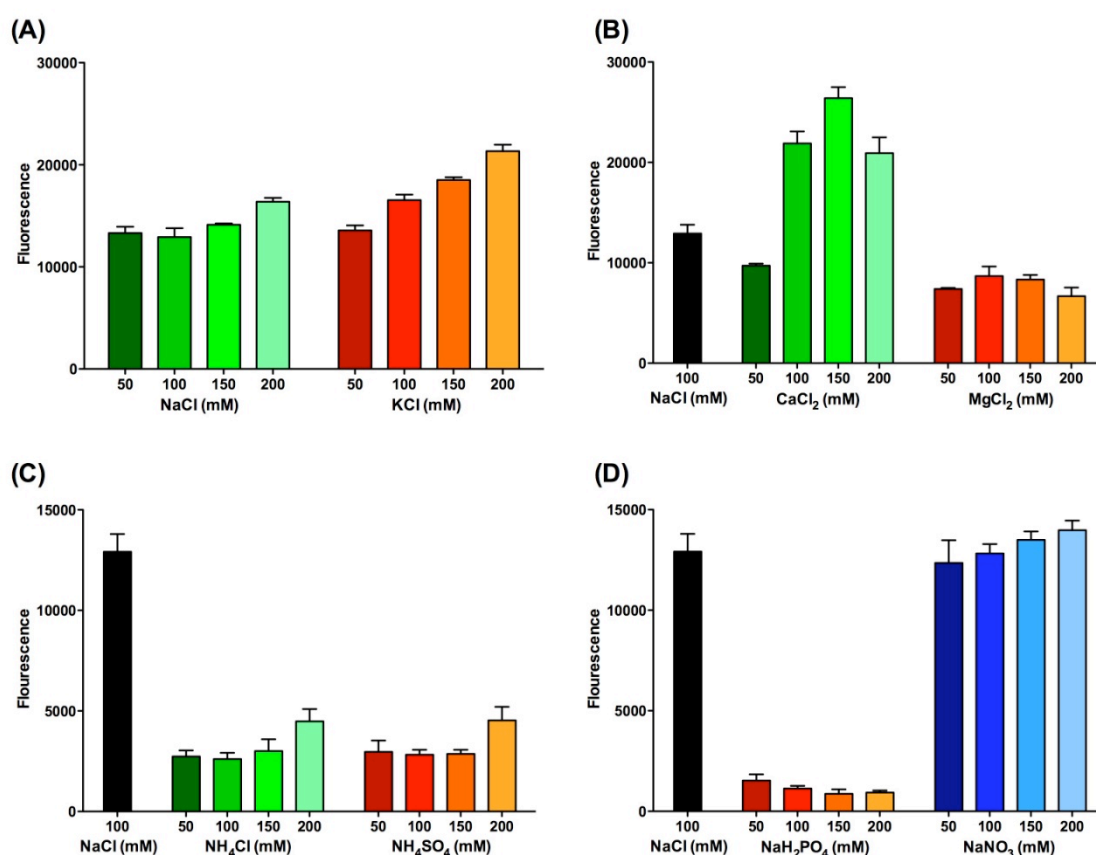 (A)
30000
20000
10000
0
Fluorescence
50 100 150 200 50 100 150 200
NaCl (mM) KCl (mM)
(B)
30000
20000
10000
0
Fluorescence
100 50 100 150 200 50 100 150 200
NaCl (mM) CaCl₂ (mM) MgCl₂ (mM)
(C)
15000
10000
5000
0
Flourescence
100 50 100 150 200 50 100 150 200
NaCl (mM) NH₄Cl (mM) NH₄SO₄ (mM)
(D)
15000
10000
5000
0
Flourescence
100 50 100 150 200 50 100 150 200
NaCl (mM) NaH₂PO₄ (mM) NaNO₃ (mM)